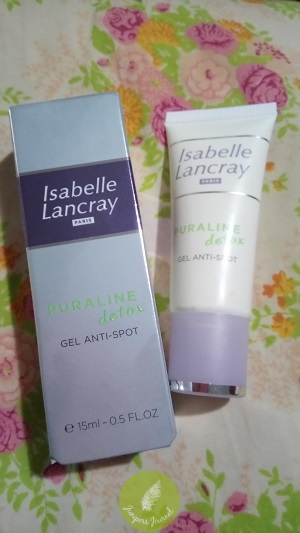 Isabelle
Lancray
PARIS
PURALINE
detox
GEL ANTI-SPOT
℮ 15ml - 0.5 FL.OZ
Isabelle
Lancray
PARIS
PURALINE
detox
GEL ANTI-SPOT